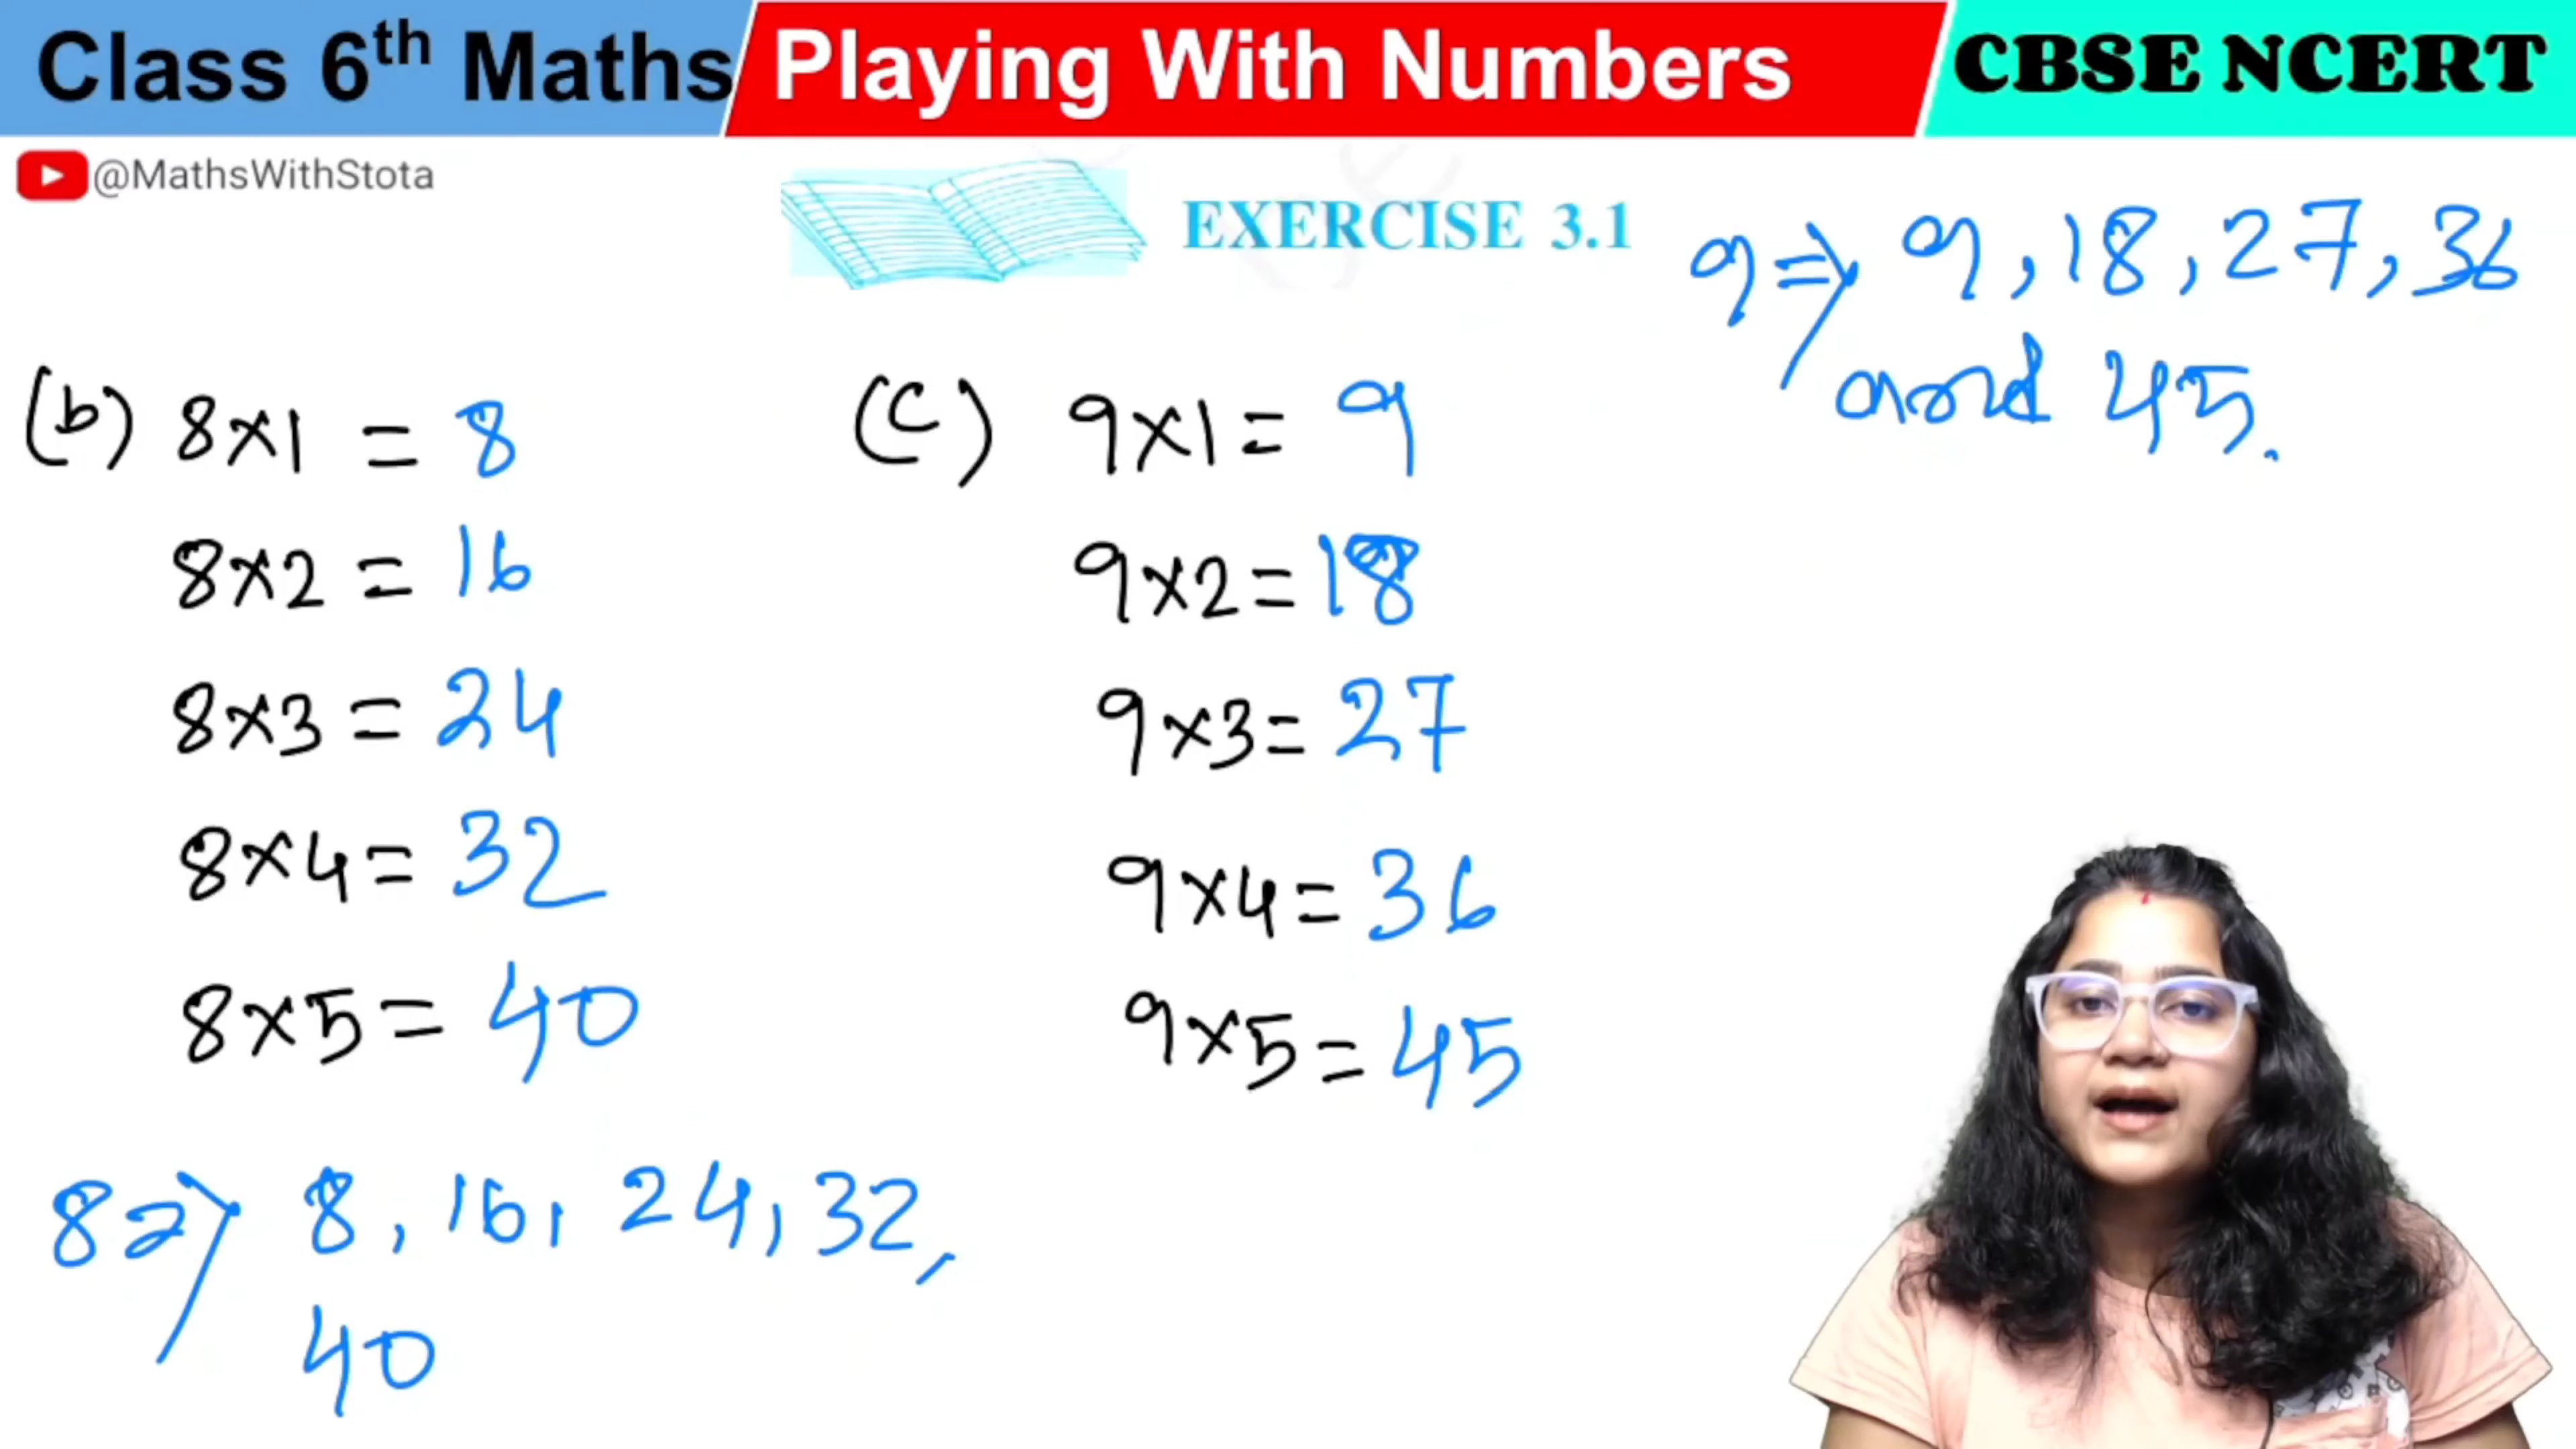 Class 6th Maths
Playing With Numbers
CBSE NCERT
@MathsWithStota
EXERCISE 3.1
9 ⇒ 9, 18, 27, 36
and 45.
(b) 8×1 = 8
8×2 = 16
8×3 = 24
8×4 = 32
8×5 = 40
8 ⇒ 8, 16, 24, 32,
40
(c) 9×1 = 9
9×2 = 18
9×3 = 27
9×4 = 36
9×5 = 45